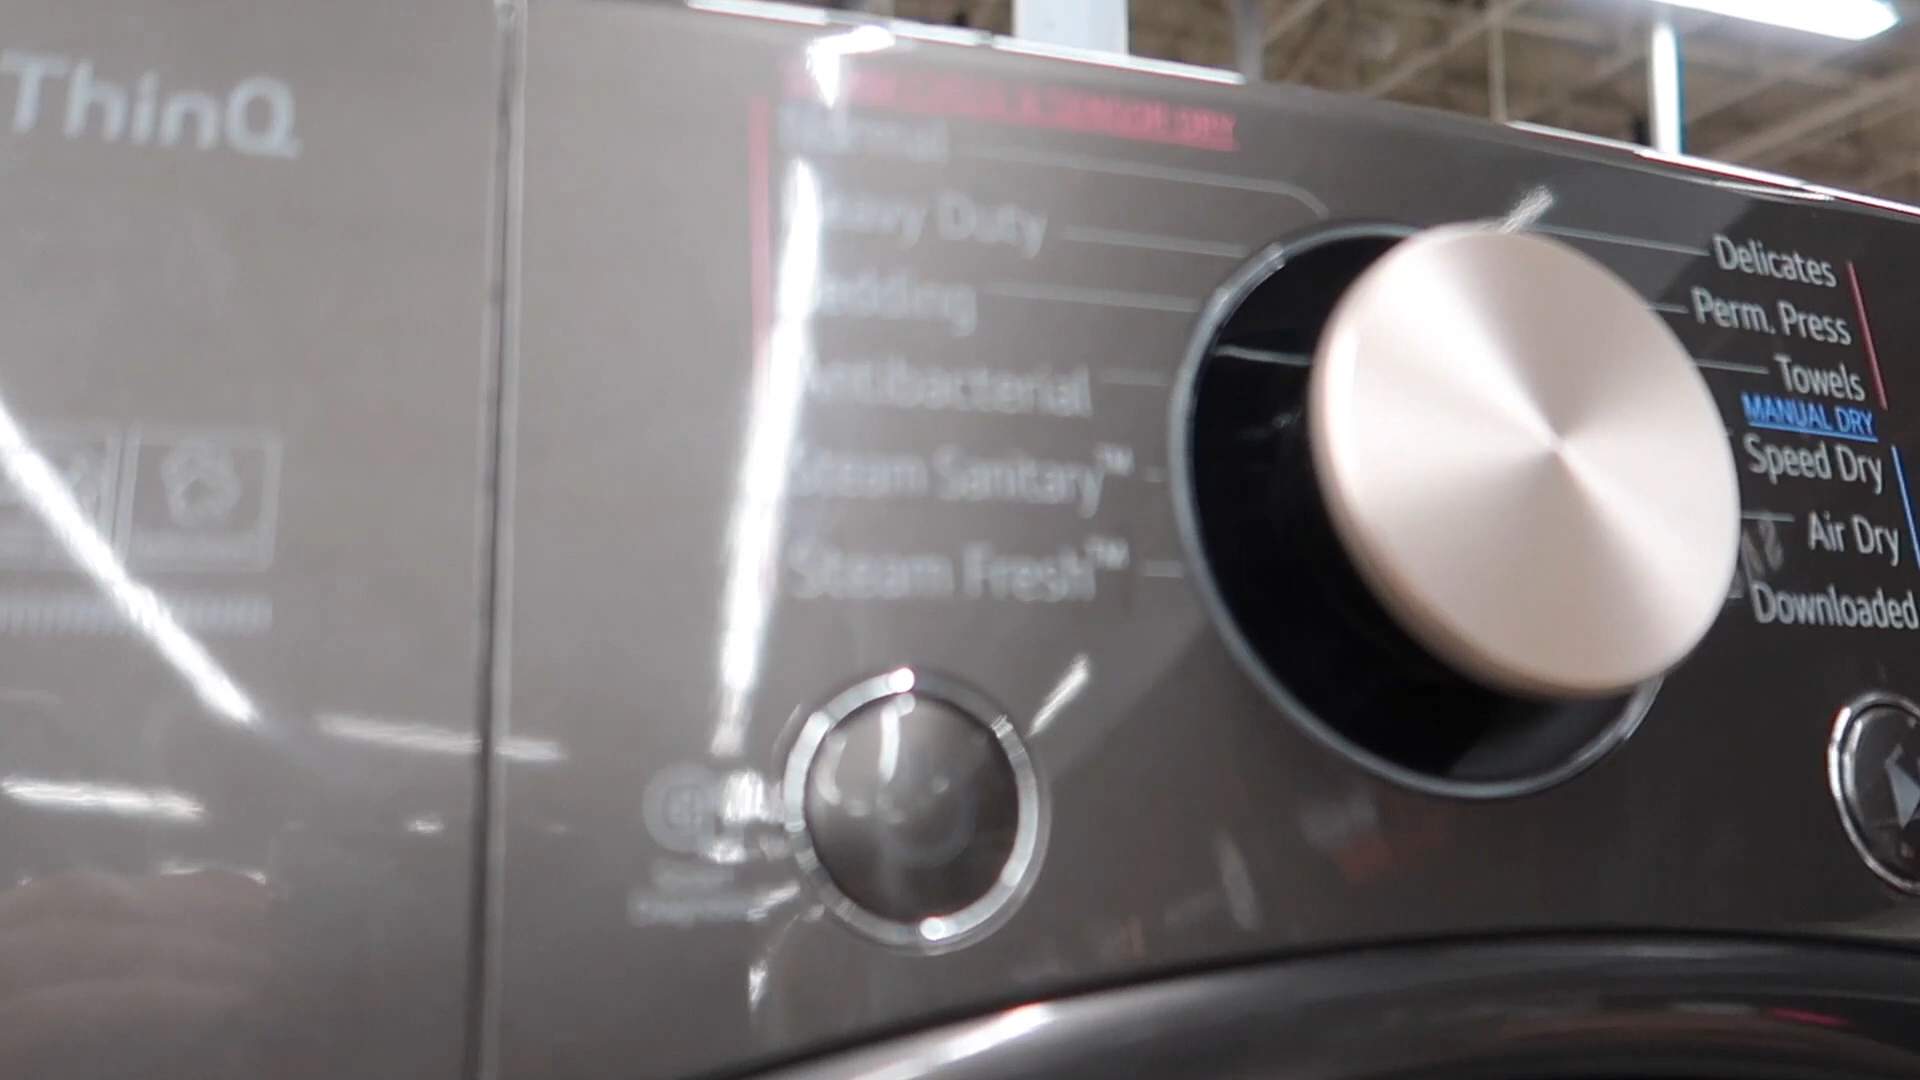 ThinQ
Normal
Heavy Duty
Bedding
Antibacterial
Steam Sanitary™
Steam Fresh™
Delicates
Perm. Press
Towels
MANUAL DRY
Speed Dry
Air Dry
Downloaded